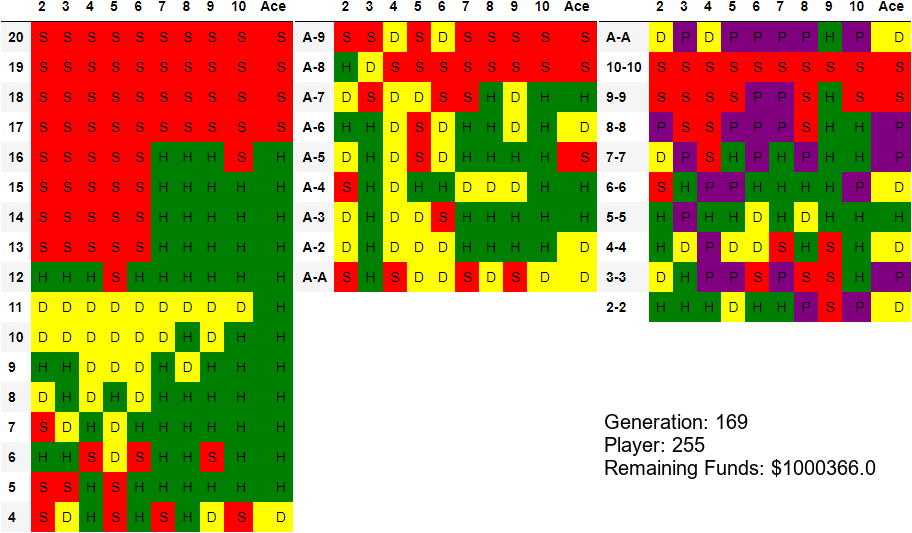 2 3 4 5 6 7 8 9 10 Ace
20 S S S S S S S S S S
19 S S S S S S S S S S
18 S S S S S S S S S S
17 S S S S S S S S S S
16 S S S S S H H H S H
15 S S S S S H H H H H
14 S S S S S H H H H H
13 S S S S S H H H H H
12 H H H S H H H H H H
11 D D D D D D D D D H
10 D D D D D D H D H H
9 H H D D D H D H H H
8 D H D H D H H H H H
7 S D H D H H H H H H
6 H H S D S H H S H H
5 S S H S H H H H H H
4 S D H S H S H D S D
2 3 4 5 6 7 8 9 10 Ace
A-9 S S D S D S S S S S
A-8 H D S S S S S S S S
A-7 D S D D S S H D H H
A-6 H H D S D H H D H D
A-5 D H D S D H H H H S
A-4 S H D H H D D D H H
A-3 D H D D S H H H H H
A-2 D H D D D H H H H D
A-A S H S D D S D S D D
2 3 4 5 6 7 8 9 10 Ace
A-A D P D P P P P H P D
10-10 S S S S S S S S S S
9-9 S S S S P P S H S S
8-8 P S S P P P S H H P
7-7 D P S H P H P H H P
6-6 S H P P H H H H P D
5-5 H P H H D H D H H H
4-4 H D P D D S H S H D
3-3 D H P P S P S S H P
2-2 H H H D H H P S P D
Generation: 169
Player: 255
Remaining Funds: $1000366.0